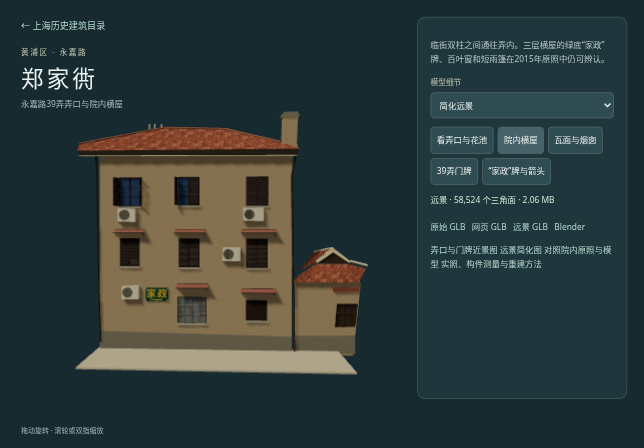 ← 上海历史建筑目录
黄浦区 · 永嘉路
郑家衖
永嘉路39弄弄口与院内横屋
家政
拖动旋转 · 滚轮或双指缩放
临街双柱之间通往弄内。三层横屋的绿底“家政”
牌、百叶窗和短雨篷在2015年原照中仍可辨认。
模型细节
简化远景
看弄口与花池
院内横屋
瓦面与烟囱
39弄门牌
“家政”牌与箭头
远景 · 58,524 个三角面 · 2.06 MB
原始 GLB 网页 GLB 远景 GLB Blender
弄口与门牌近景图 远景简化图 对照院内原照与模
型 实照、构件测量与重建方法